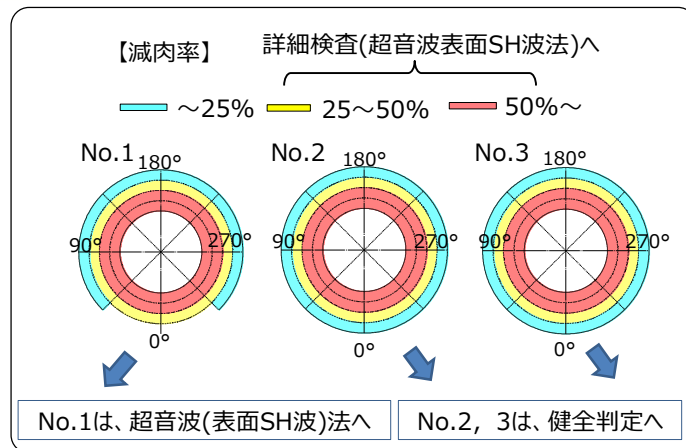 【減肉率】
詳細検査(超音波表面SH波法)へ
～25%
25～50%
50%～
No.1
180°
90°
270°
0°
No.2
180°
90°
270°
0°
No.3
180°
90°
270°
0°
No.1は、超音波(表面SH波)法へ
No.2, 3は、健全判定へ